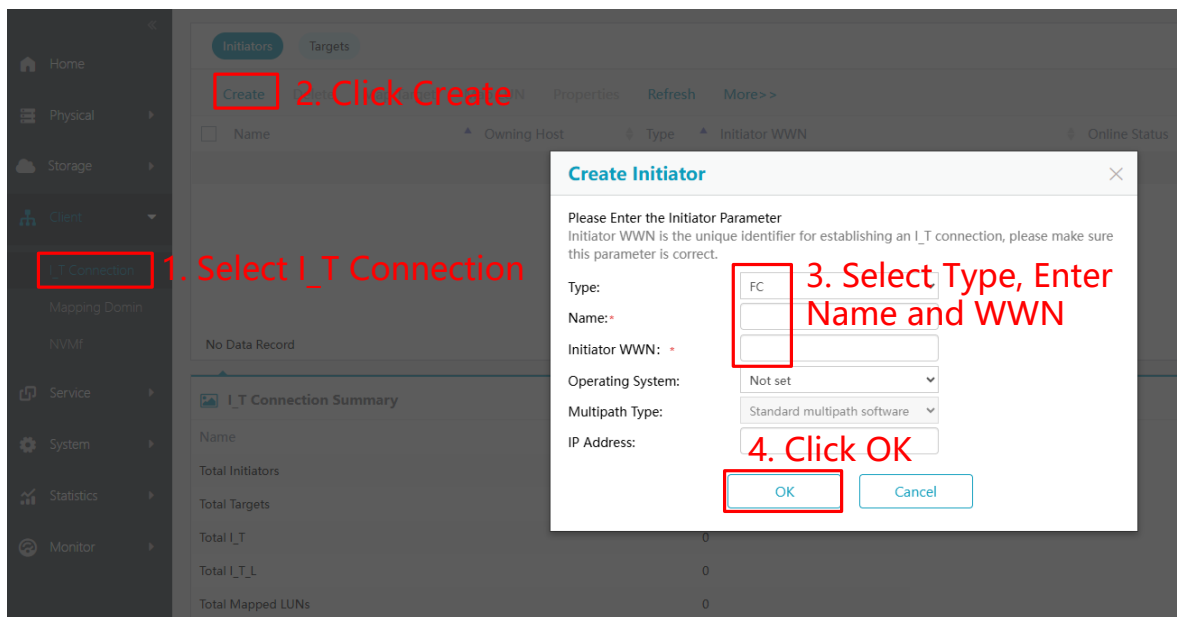 «
Home
Physical
Storage
Client
I_T Connection
Mapping Domin
NVMf
Service
System
Statistics
Monitor
Initiators Targets
Create 2. Click Create Properties Refresh More>>
Name Owning Host Type Initiator WWN Online Status
1. Select I_T Connection
No Data Record
I_T Connection Summary
Name
Total Initiators
Total Targets
Total I_T 0
Total I_T_L 0
Total Mapped LUNs 0
Create Initiator
Please Enter the Initiator Parameter
Initiator WWN is the unique identifier for establishing an I_T connection, please make sure
this parameter is correct.
Type: FC
3. Select Type, Enter
Name and WWN
Name:*
Initiator WWN: *
Operating System: Not set
Multipath Type: Standard multipath software
IP Address:
4. Click OK
OK Cancel